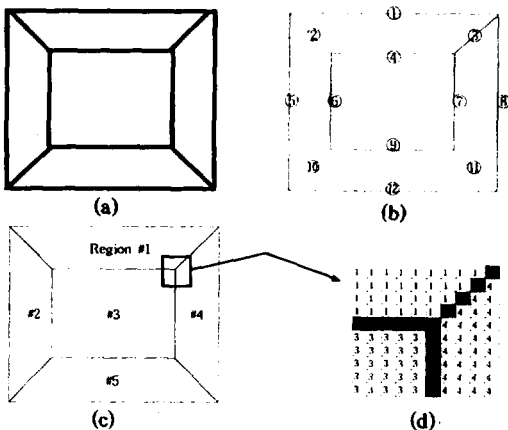 (a)
①
② ③
④
⑤ ⑥ ⑦ ⑧
⑨
⑩ ⑪
⑫
(b)
Region #1
#2 #3 #4
#5
(c)
1 1 1 1 1 1 1 1 1
1 1 1 1 1 1 1 1 4
1 1 1 1 1 1 1 4 4
1 1 1 1 1 1 4 4 4
4 4 4 4
3 3 3 3 3 4 4 4 4
3 3 3 3 3 4 4 4 4
3 3 3 3 3 4 4 4 4
3 3 3 3 3 4 4 4 4
3 3 3 3 3 4 4 4 4
(d)